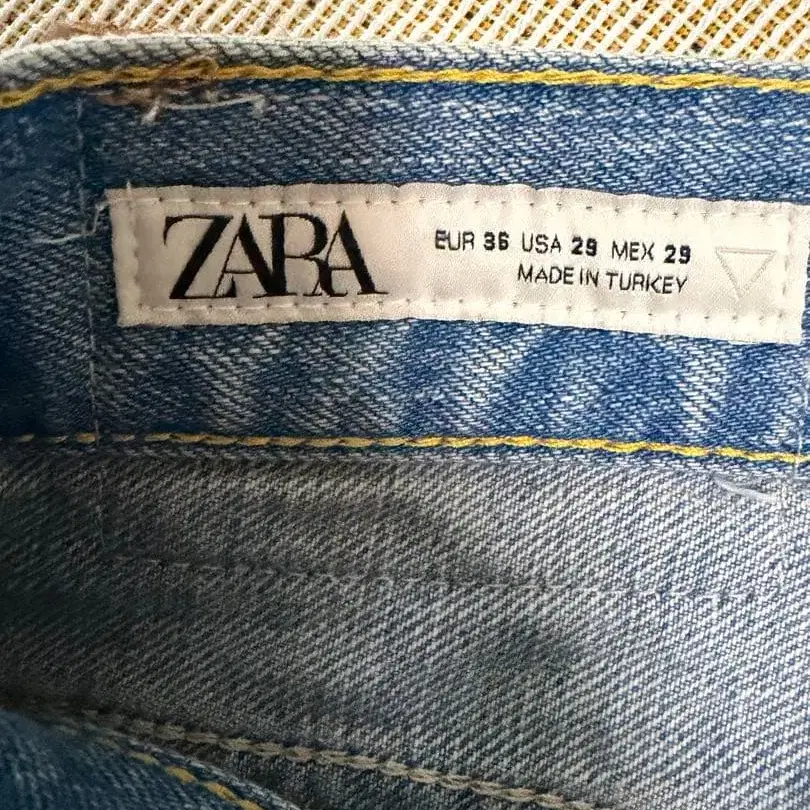 ZARA
EUR 36 USA 29 MEX 29
MADE IN TURKEY